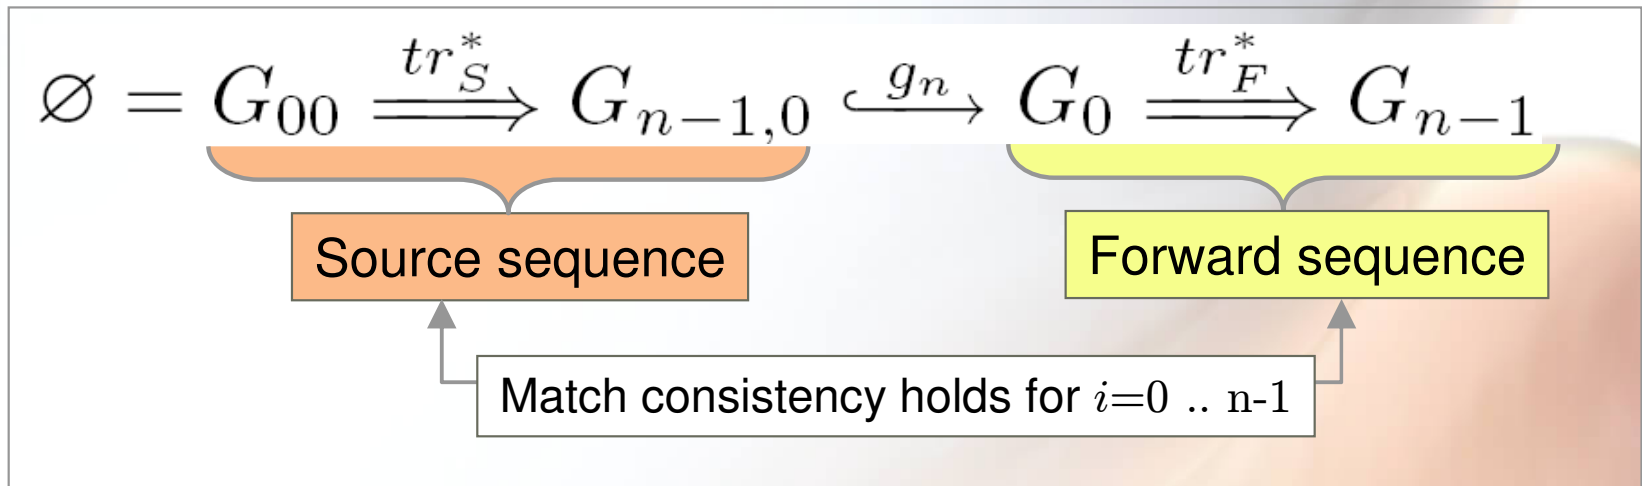 ∅ = G₀₀ ⟹ᵗʳ*ₛ Gₙ₋₁,₀ ↪ᵍⁿ G₀ ⟹ᵗʳ*F Gₙ₋₁
Source sequence
Forward sequence
Match consistency holds for i=0 .. n-1